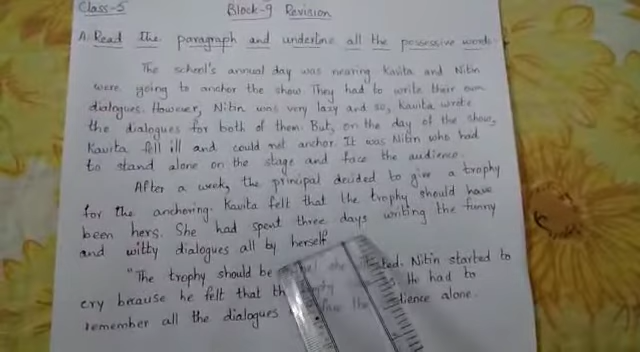 Class-5
Block-9 Revision
A. Read the paragraph and underline all the possessive words.
The school's annual day was nearing Kavita and Nitin
were going to anchor the show. They had to write their own
dialogues. However, Nitin was very lazy and so, Kavita wrote
the dialogues for both of them. But, on the day of the show,
Kavita fell ill and could not anchor. It was Nitin who had
to stand alone on the stage and face the audience.
After a week, the principal decided to give a trophy
for the anchoring. Kavita felt that the trophy should have
been hers. She had spent three days writing the funny
and witty dialogues all by herself
"The trophy should be she Nitin started to
cry because he felt that He had to
remember all the dialogues the alone.